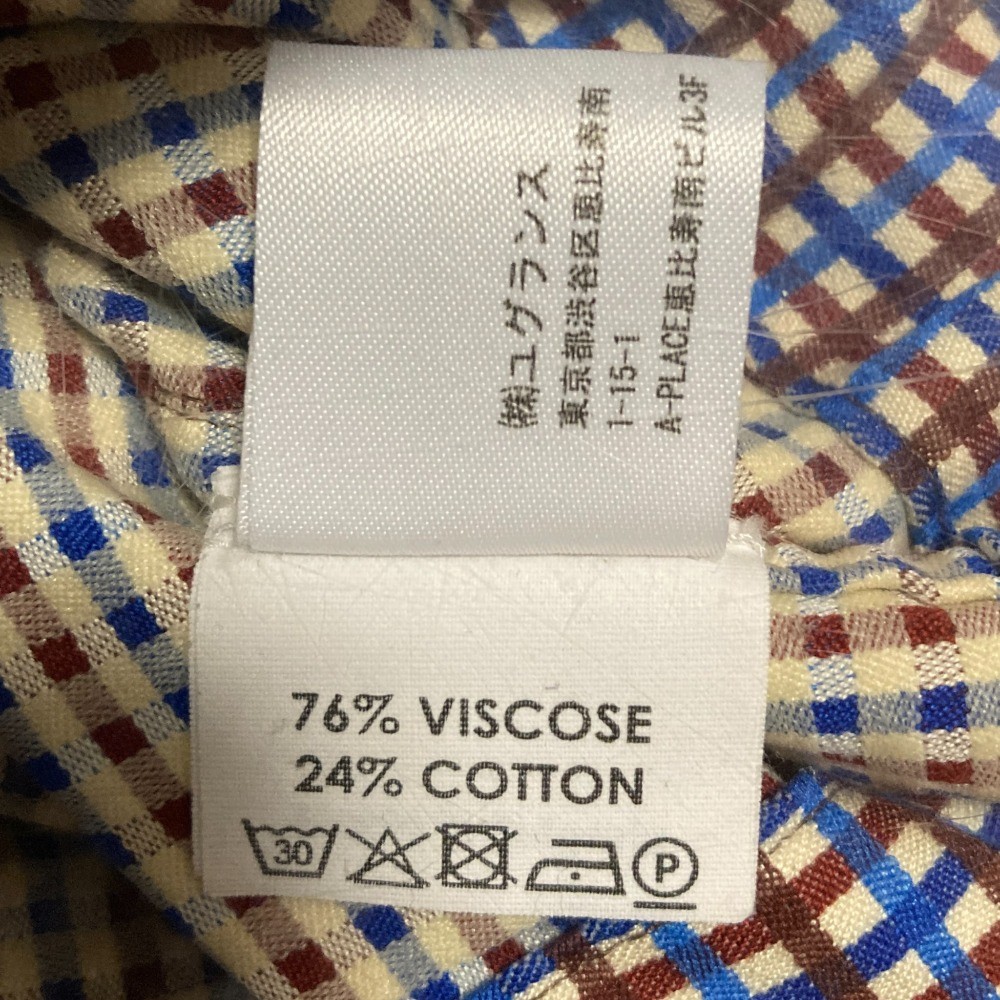 ㈱ユグランス
東京都渋谷区恵比寿南
1-15-1
A-PLACE恵比寿南ビル3F
76% VISCOSE
24% COTTON
30
P